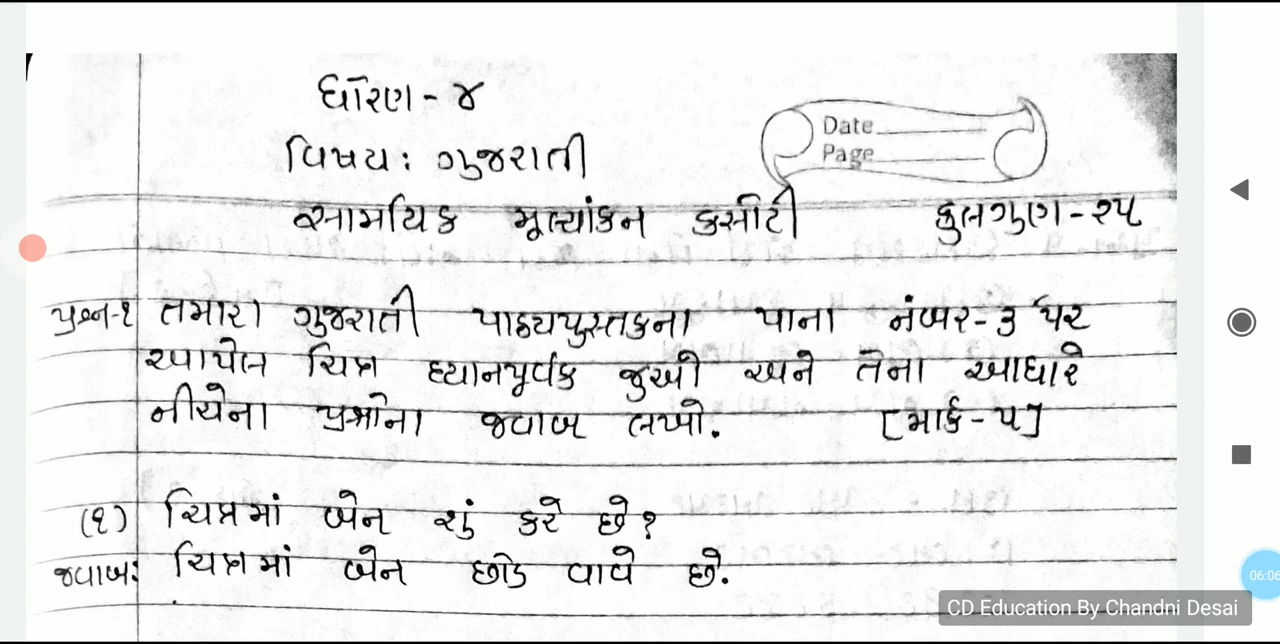 ધોરણ - ૪
Date
વિષય: ગુજરાતી
Page
સામયિક મૂલ્યાંકન કસોટી કુલગુણ - ૨૫
પ્રશ્ન-૧ તમારા ગુજરાતી પાઠ્યપુસ્તકના પાના નંબર - ૩ પર
આપેલ ચિત્ર ધ્યાનપૂર્વક જુઓ અને તેના આધારે
નીચેના પ્રશ્નોના જવાબ લખો. [માર્ક - ૫]
(૧) ચિત્રમાં બેન શું કરે છે?
જવાબ: ચિત્રમાં બેન છોડ વાવે છે.
06:06
CD Education By Chandni Desai